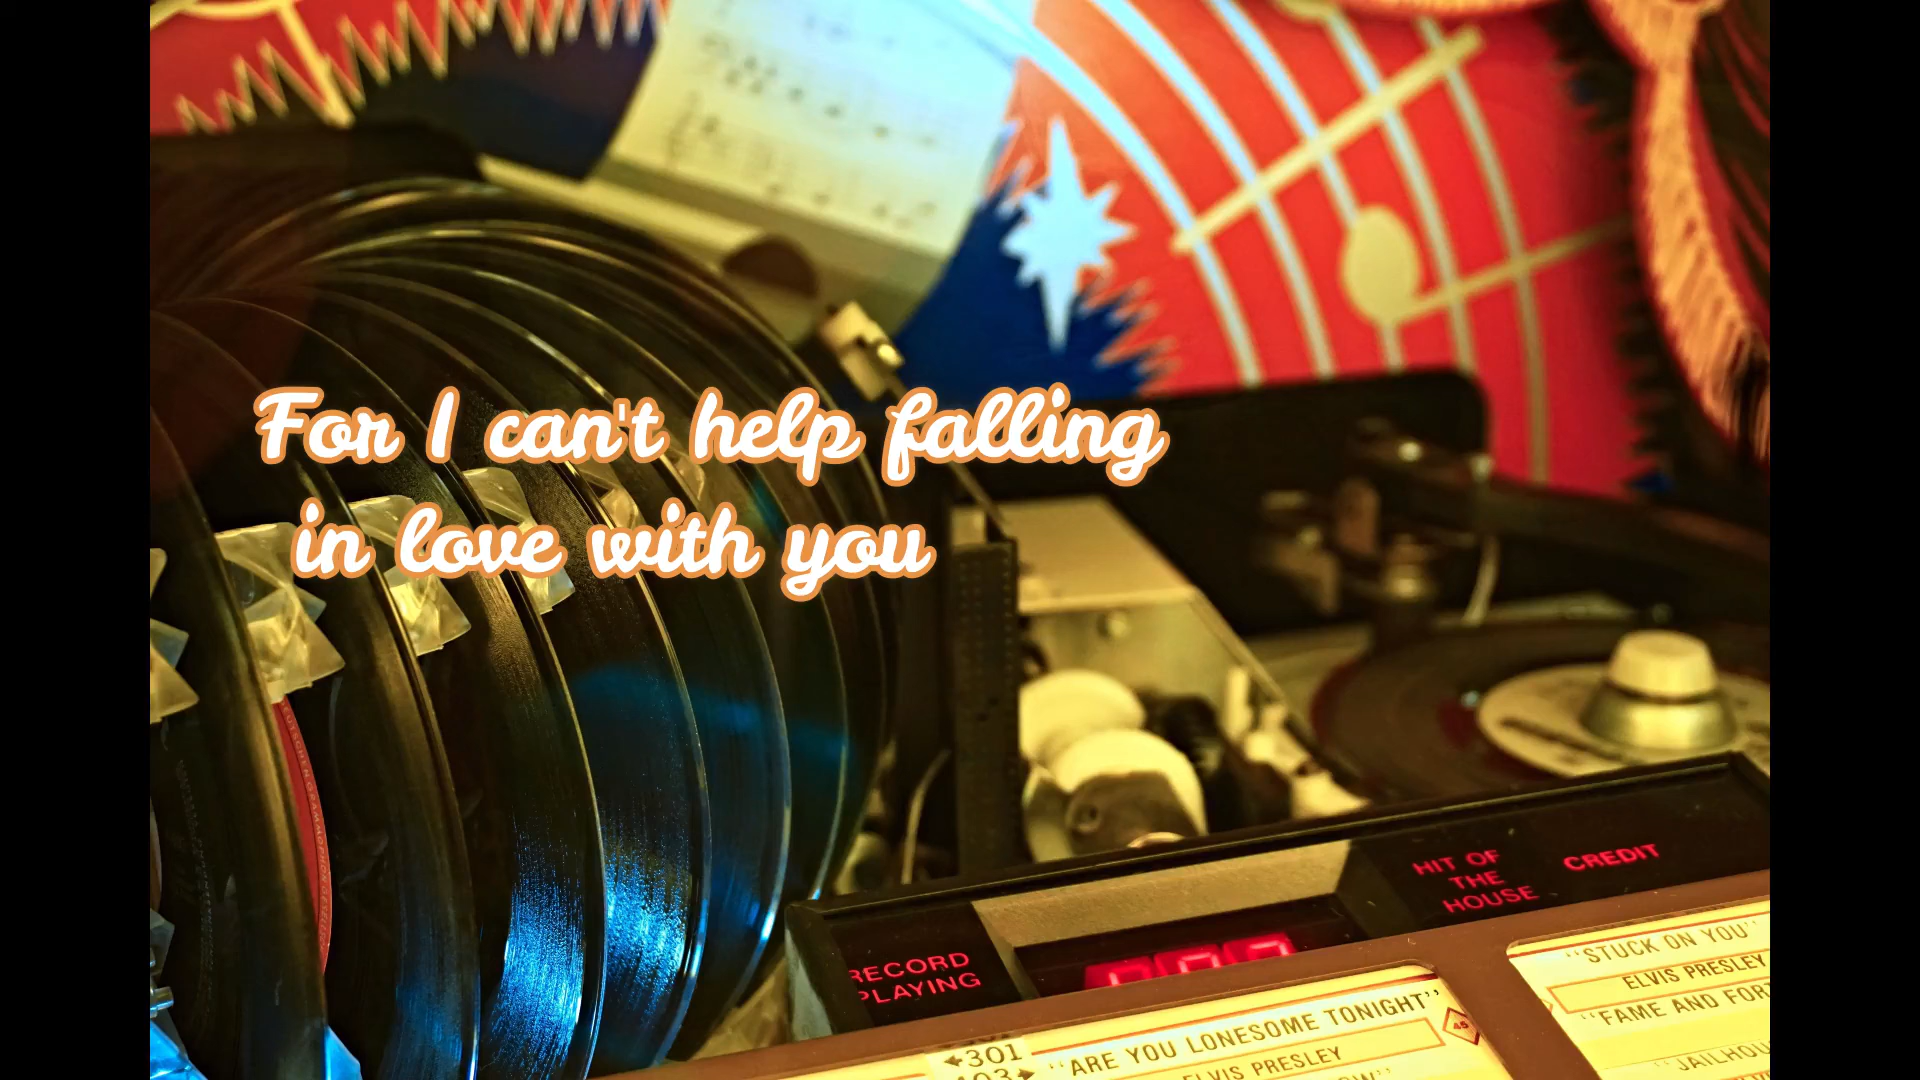 For I can't help falling
in love with you
HIT OF
THE
HOUSE
CREDIT
RECORD
PLAYING
"STUCK ON YOU"
ELVIS PRESLEY
"FAME AND FOR
"JAILHOU
301
"ARE YOU LONESOME TONIGHT"
45
ELVIS PRESLEY